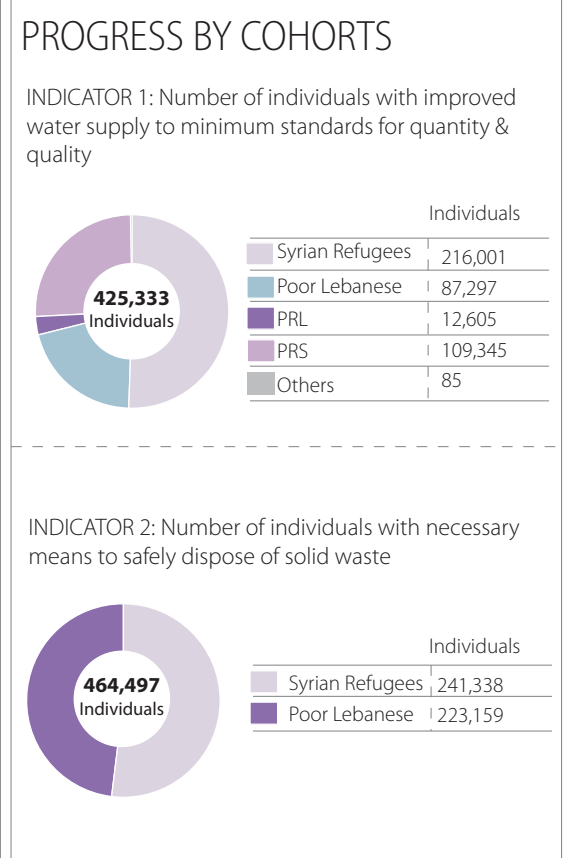 PROGRESS BY COHORTS
INDICATOR 1: Number of individuals with improved
water supply to minimum standards for quantity &
quality
Individuals
425,333
Individuals
Syrian Refugees 216,001
Poor Lebanese 87,297
PRL 12,605
PRS 109,345
Others 85
INDICATOR 2: Number of individuals with necessary
means to safely dispose of solid waste
Individuals
464,497
Individuals
Syrian Refugees 241,338
Poor Lebanese 223,159